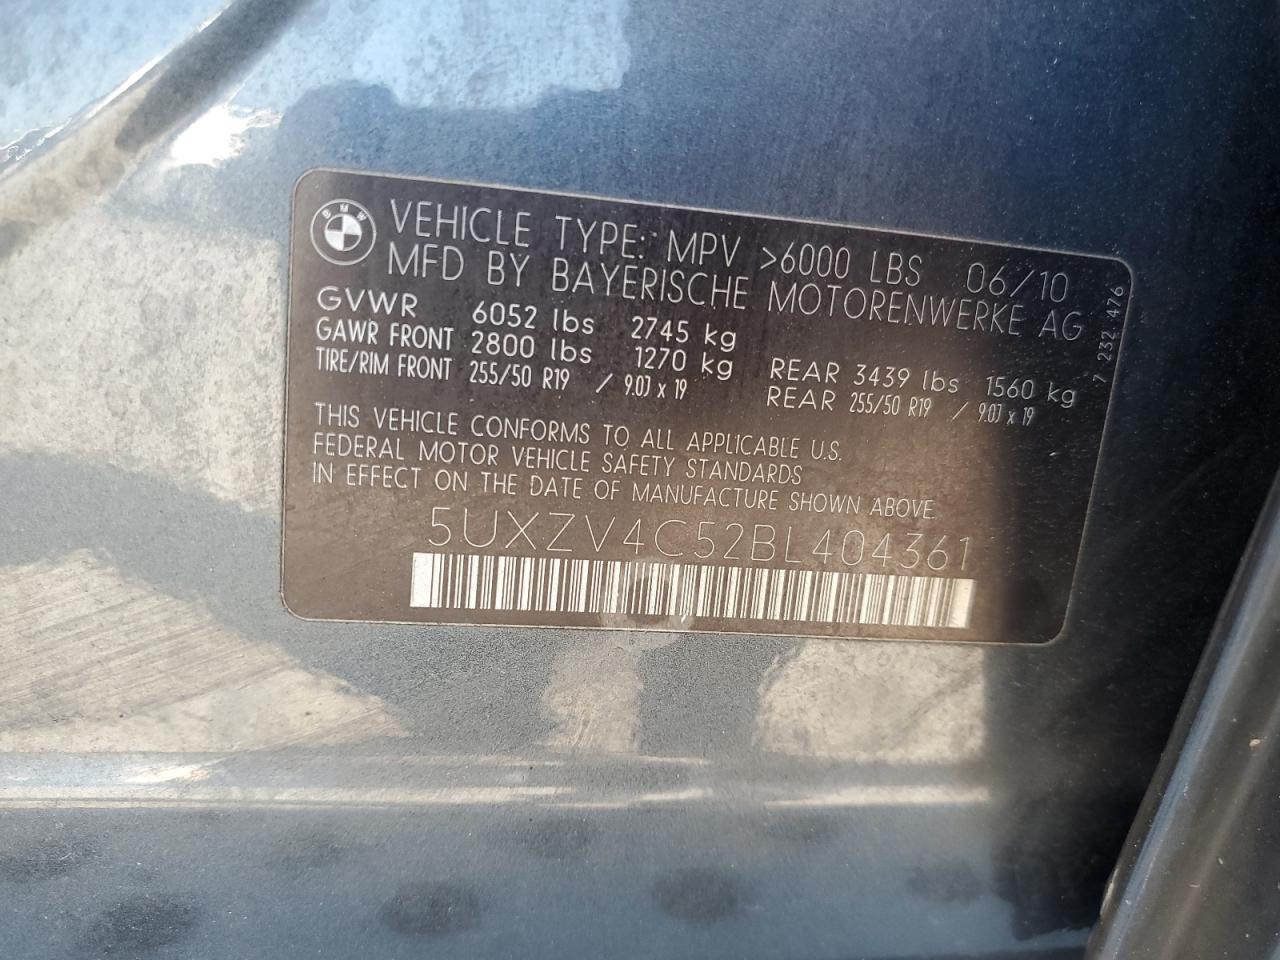 BMW
VEHICLE TYPE: MPV >6000 LBS 06/10
MFD BY BAYERISCHE MOTORENWERKE AG
GVWR 6052 lbs 2745 kg
GAWR FRONT 2800 lbs 1270 kg REAR 3439 lbs 1560 kg
TIRE/RIM FRONT 255/50 R19 / 9.0J x 19 REAR 255/50 R19 / 9.0J x 19
THIS VEHICLE CONFORMS TO ALL APPLICABLE U.S.
FEDERAL MOTOR VEHICLE SAFETY STANDARDS
IN EFFECT ON THE DATE OF MANUFACTURE SHOWN ABOVE.
5UXZV4C52BL404361
7 232 476